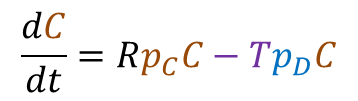 dC/dt = Rp_C C − Tp_D C